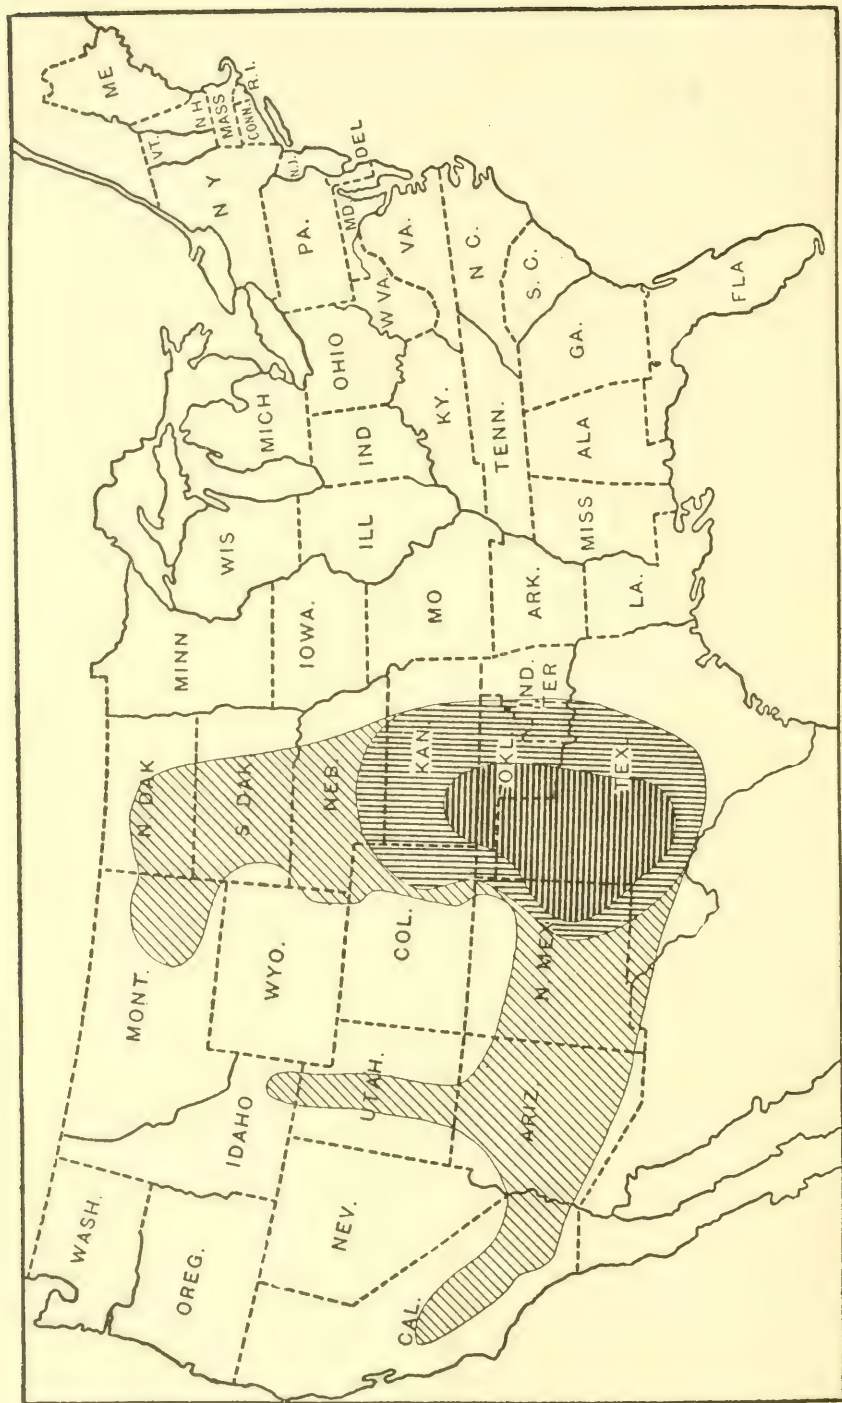 WASH.
OREG.
CAL.
NEV.
IDAHO
MONT.
WYO.
UTAH.
COL.
ARIZ.
N MEX.
N DAK
S DAK
NEB.
KAN.
OKL.
IND.
TER
TEX.
MINN
IOWA.
MO
ARK.
LA.
WIS
ILL
MICH
IND
OHIO
KY.
TENN.
MISS
ALA
GA.
FLA
S. C.
N C.
VA.
W VA.
MD.
DEL
PA.
N.J.
N Y
VT.
N H
MASS
CONN.
R. I.
ME